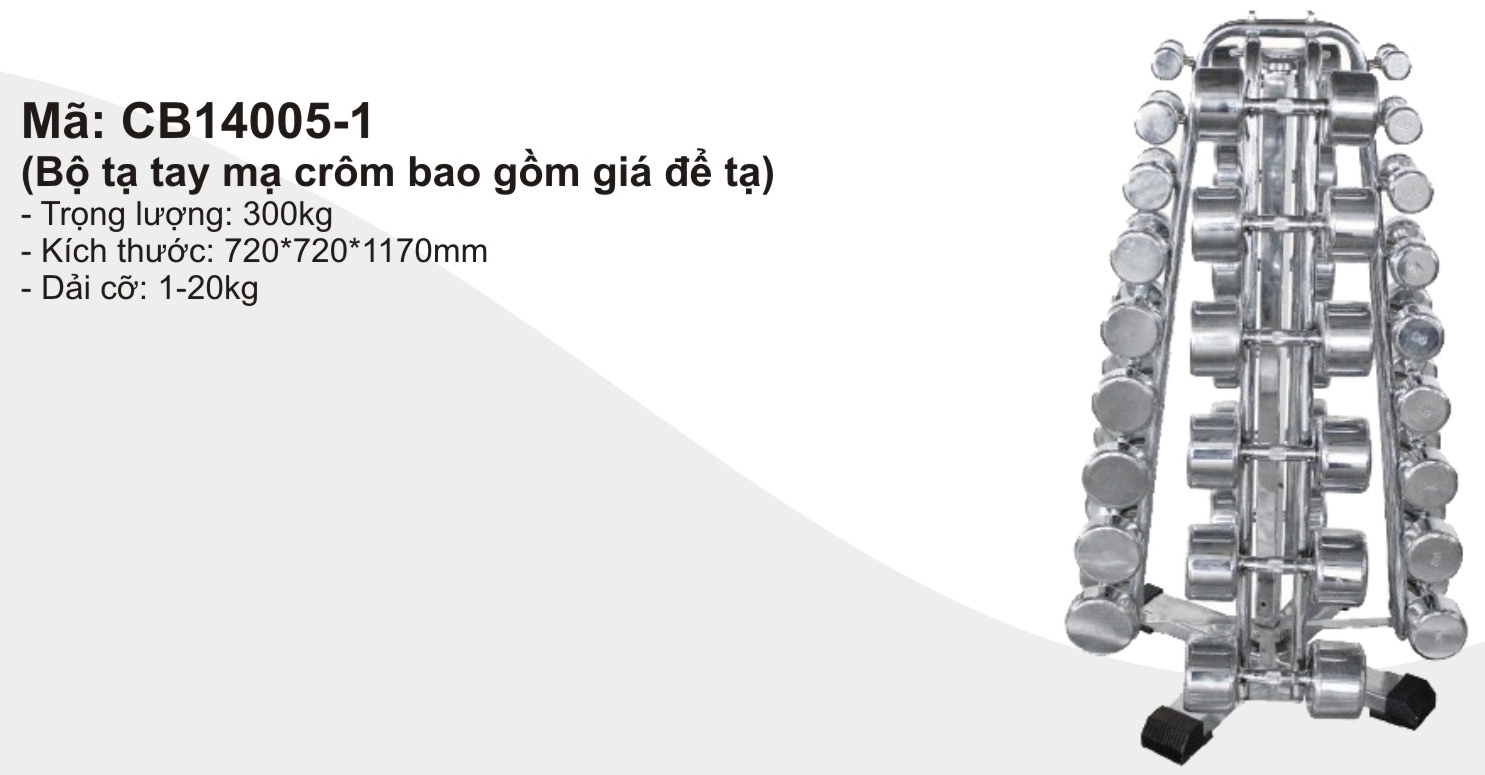 Mã: CB14005-1
(Bộ tạ tay mạ crôm bao gồm giá để tạ)
- Trọng lượng: 300kg
- Kích thước: 720*720*1170mm
- Dải cỡ: 1-20kg